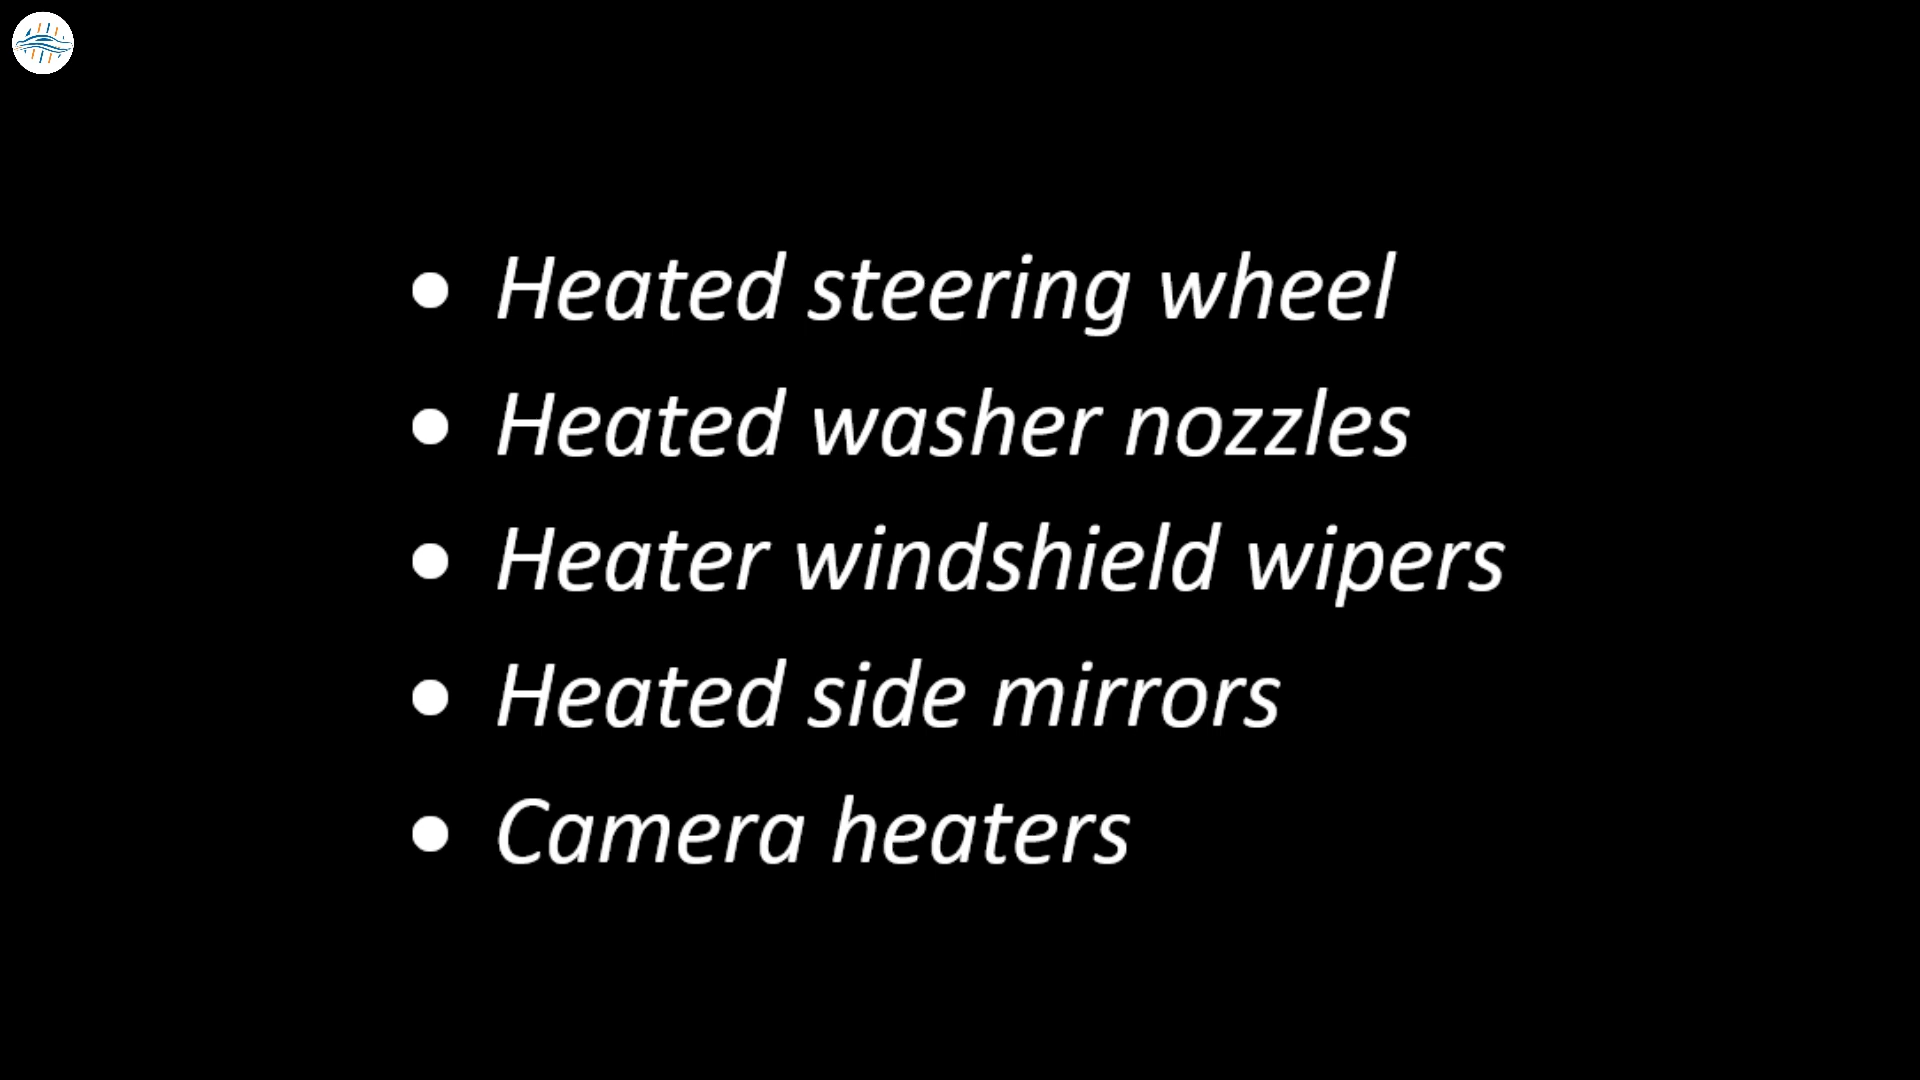 • Heated steering wheel
• Heated washer nozzles
• Heater windshield wipers
• Heated side mirrors
• Camera heaters